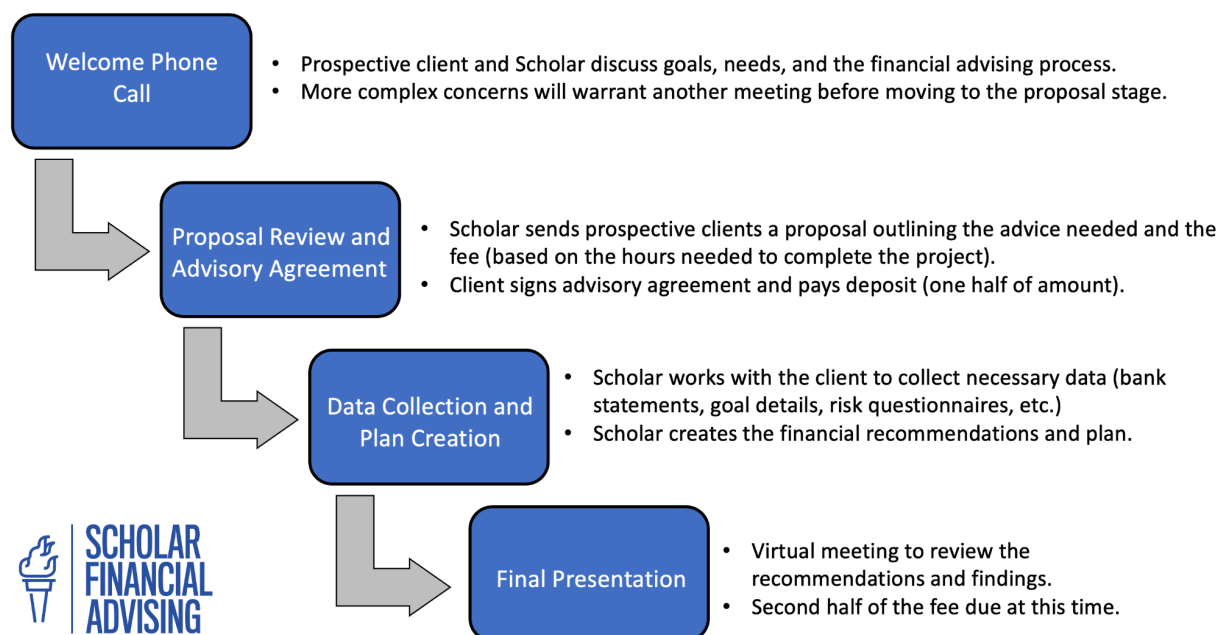 Welcome Phone
Call
• Prospective client and Scholar discuss goals, needs, and the financial advising process.
• More complex concerns will warrant another meeting before moving to the proposal stage.
Proposal Review and
Advisory Agreement
• Scholar sends prospective clients a proposal outlining the advice needed and the
fee (based on the hours needed to complete the project).
• Client signs advisory agreement and pays deposit (one half of amount).
Data Collection and
Plan Creation
• Scholar works with the client to collect necessary data (bank
statements, goal details, risk questionnaires, etc.)
• Scholar creates the financial recommendations and plan.
Final Presentation
• Virtual meeting to review the
recommendations and findings.
• Second half of the fee due at this time.
SCHOLAR
FINANCIAL
ADVISING